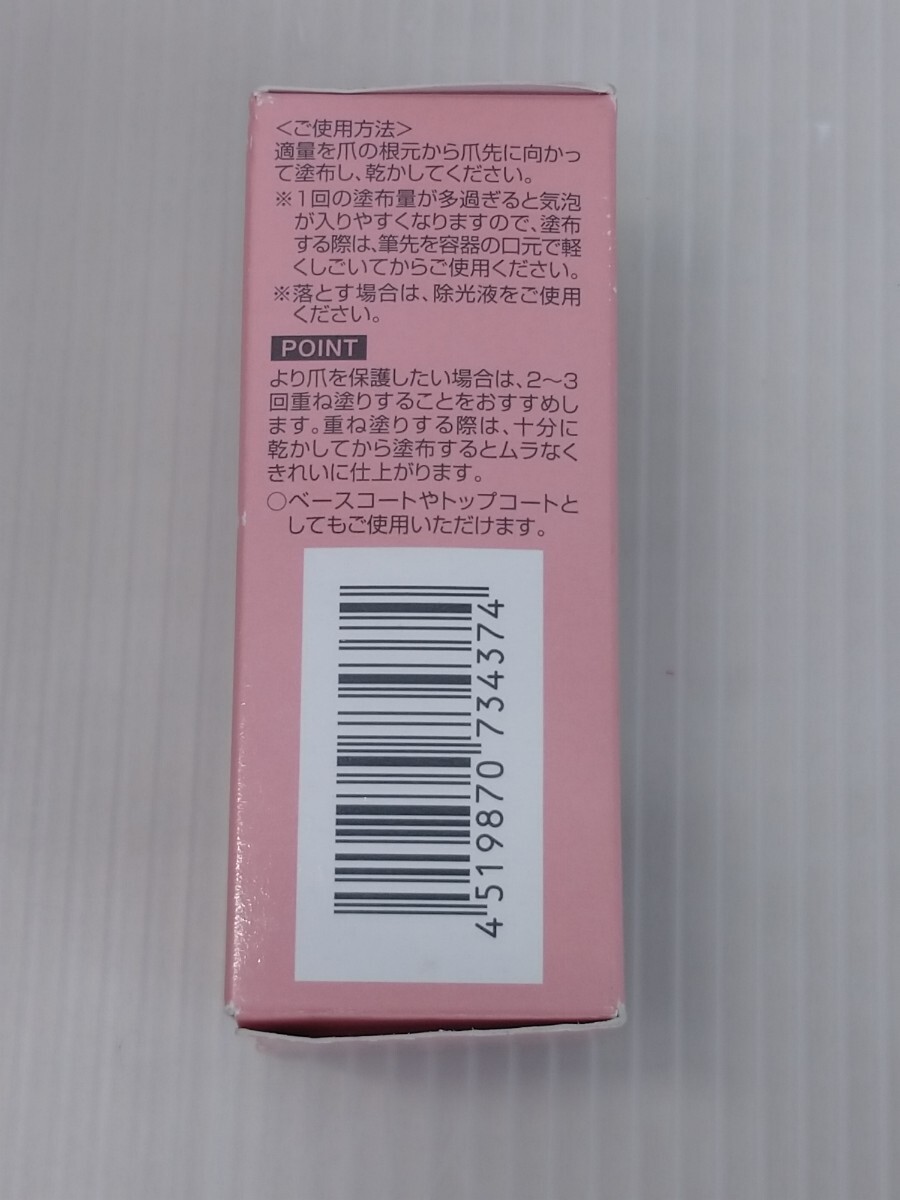 <ご使用方法>
適量を爪の根元から爪先に向かっ
て塗布し、乾かしてください。
※1回の塗布量が多過ぎると気泡
が入りやすくなりますので、塗布
する際は、筆先を容器の口元で軽
くしごいてからご使用ください。
※落とす場合は、除光液をご使用
ください。
POINT
より爪を保護したい場合は、2〜3
回重ね塗りすることをおすすめし
ます。重ね塗りする際は、十分に
乾かしてから塗布するとムラなく
きれいに仕上がります。
○ベースコートやトップコートと
してもご使用いただけます。
4 519870 734374